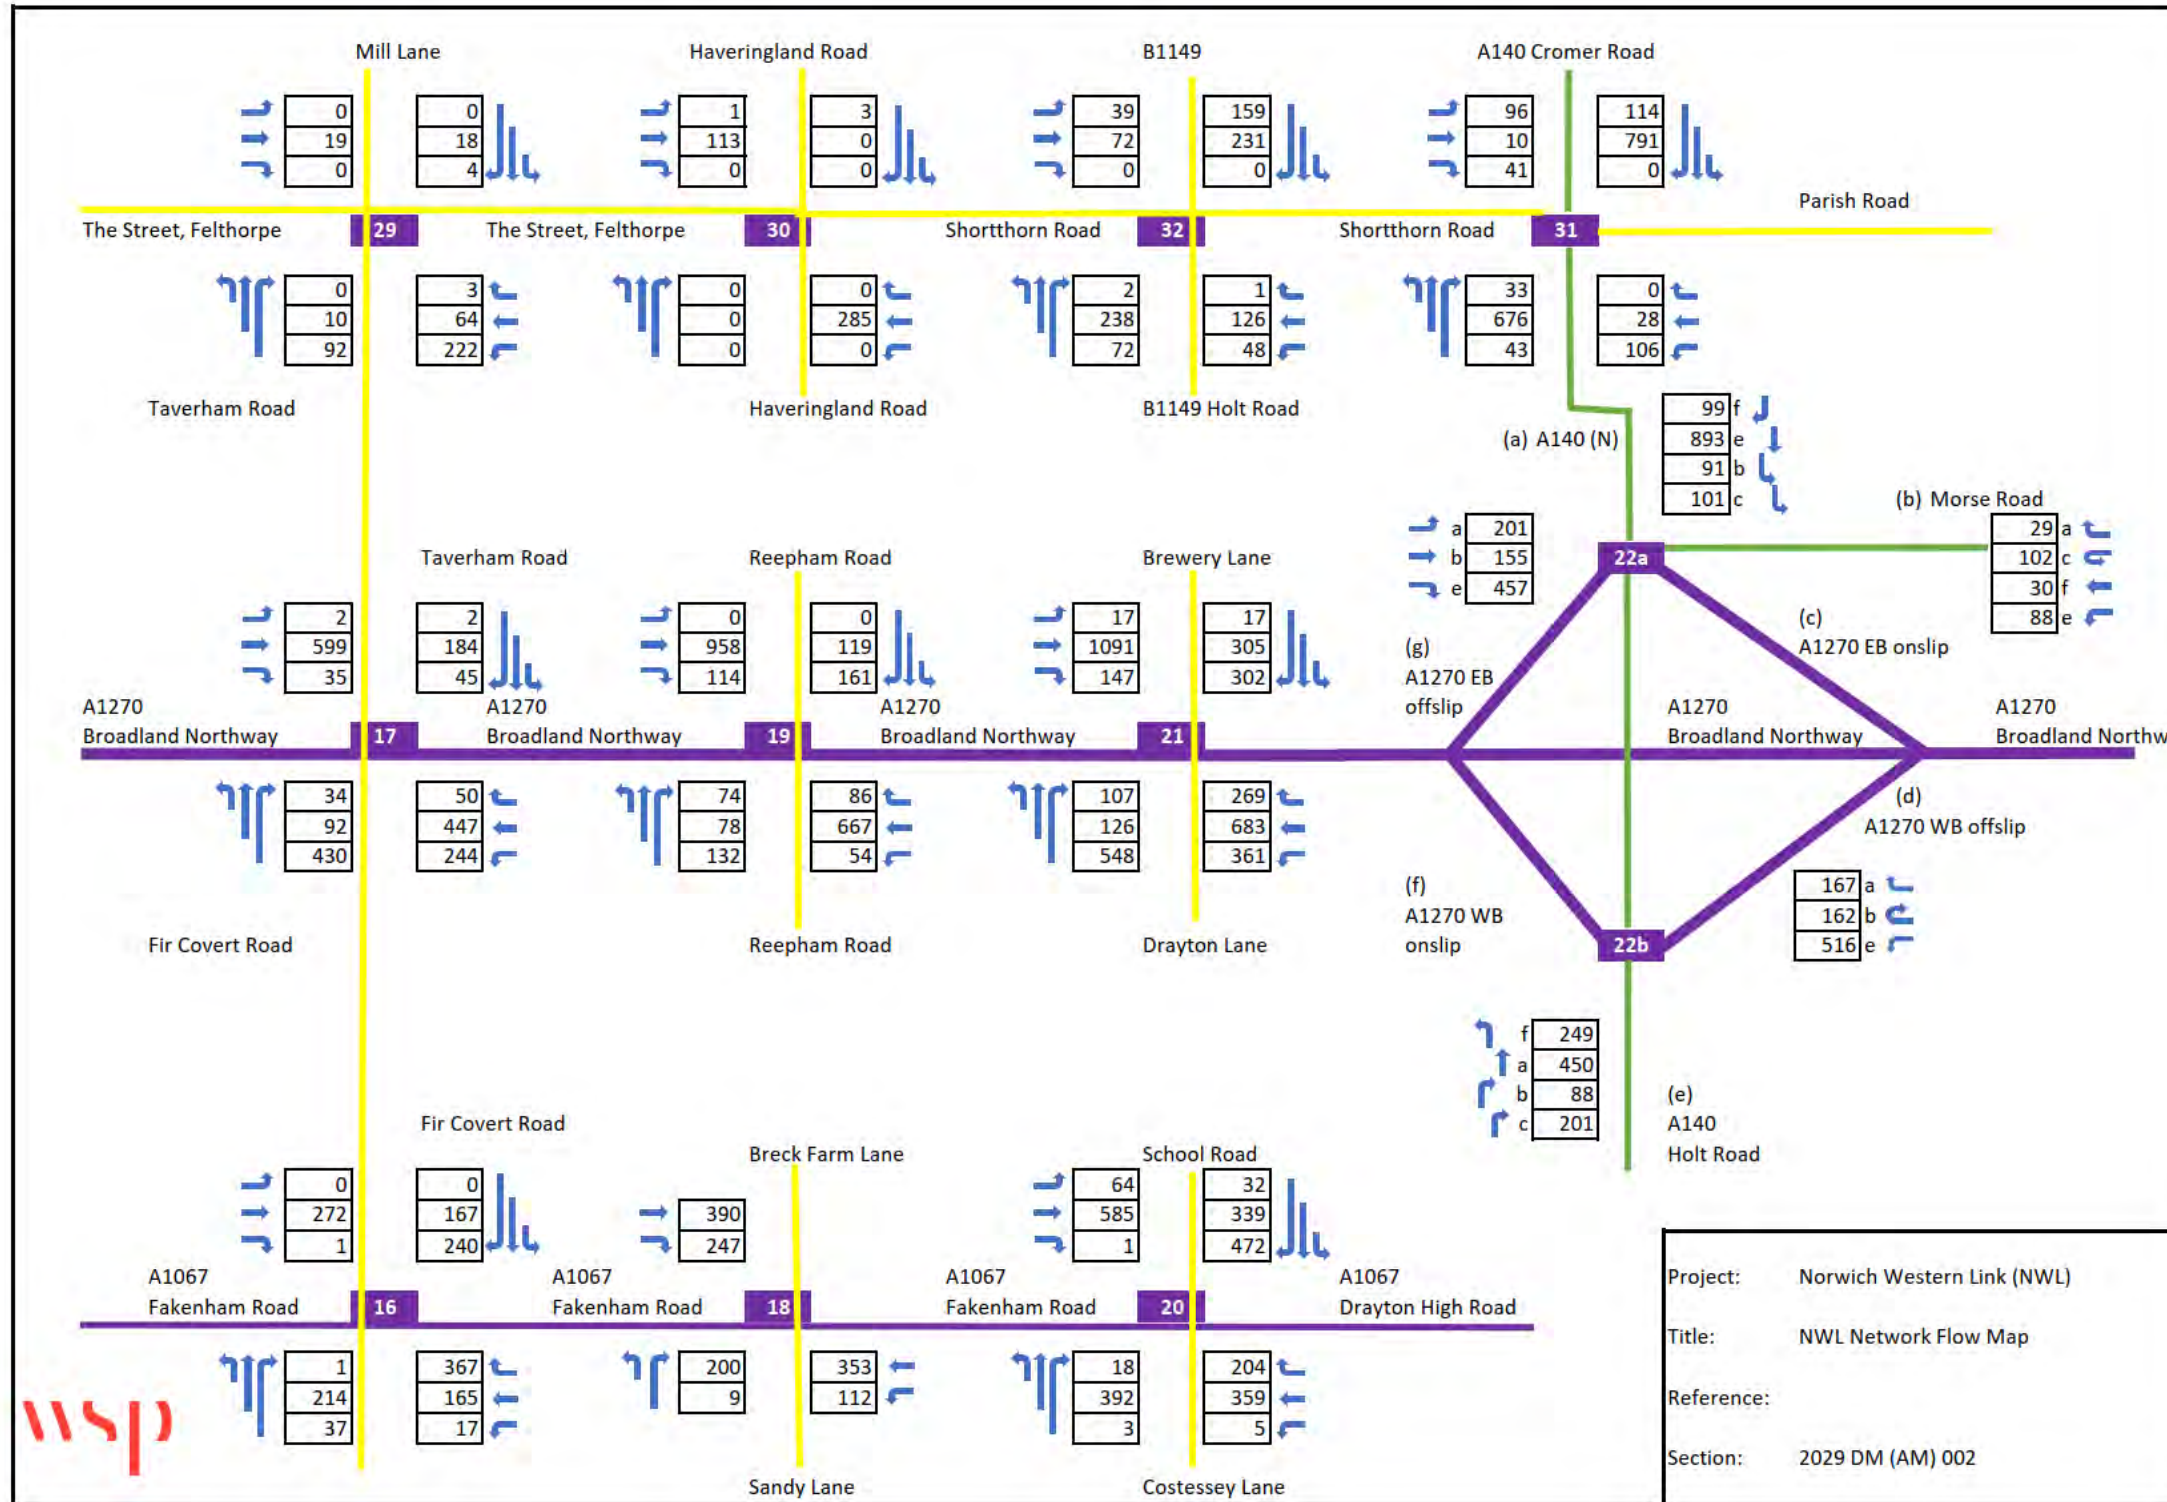 Mill Lane Haveringland Road B1149 A140 Cromer Road
0 0 1 3 39 159 96 114
19 18 113 0 72 231 10 791
0 4 0 0 0 0 41 0
Parish Road
The Street, Felthorpe 29 The Street, Felthorpe 30 Shortthorn Road 32 Shortthorn Road 31
0 3 0 0 2 1 33 0
10 64 0 285 238 126 676 28
92 222 0 0 72 48 43 106
Taverham Road Haveringland Road B1149 Holt Road
99 f
(a) A140 (N) 893 e
91 b
101 c
(b) Morse Road
a 201 29 a
b 155 102 c
e 457 30 f
88 e
22a
Taverham Road Reepham Road Brewery Lane
2 2 0 0 17 17
599 184 958 119 1091 305
35 45 114 161 147 302
(c)
A1270 EB onslip
(g)
A1270 EB
offslip
A1270 A1270 A1270 A1270 A1270
Broadland Northway 17 Broadland Northway 19 Broadland Northway 21 Broadland Northway Broadland Northw
34 50 74 86 107 269
92 447 78 667 126 683
430 244 132 54 548 361
(d)
A1270 WB offslip
(f)
A1270 WB
onslip
167 a
162 b
516 e
22b
Fir Covert Road Reepham Road Drayton Lane
f 249
a 450
b 88
c 201
(e)
A140
Holt Road
Fir Covert Road Breck Farm Lane School Road
0 0 64 32
272 167 390 585 339
1 240 247 1 472
A1067 A1067 A1067 A1067
Fakenham Road 16 Fakenham Road 18 Fakenham Road 20 Drayton High Road
1 367 200 353 18 204
214 165 9 112 392 359
37 17 3 5
Sandy Lane Costessey Lane
wsp
Project: Norwich Western Link (NWL)
Title: NWL Network Flow Map
Reference:
Section: 2029 DM (AM) 002